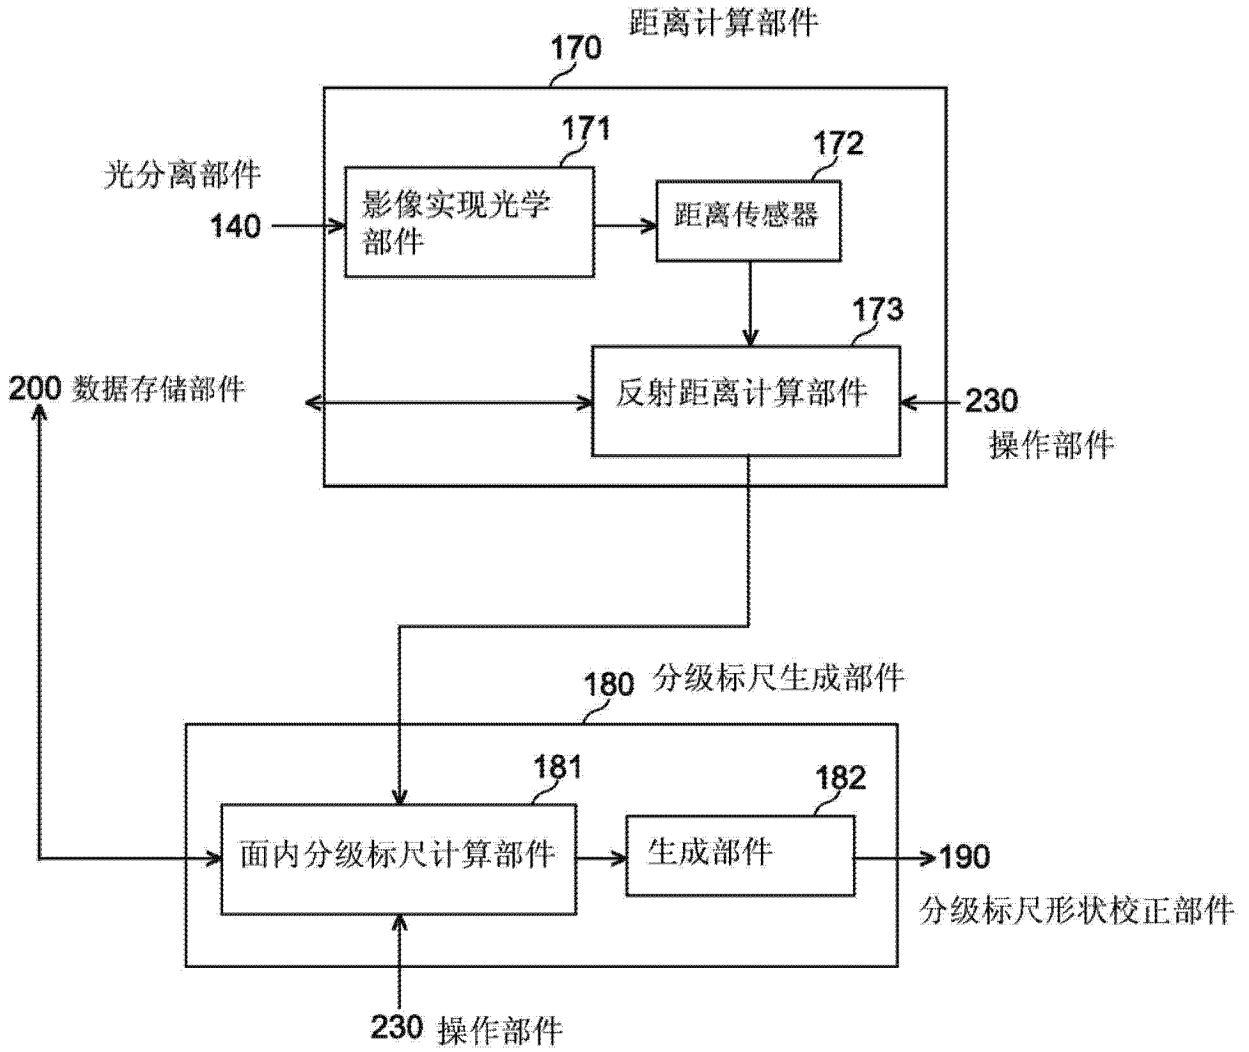 距离计算部件
170
171
172
光分离部件
影像实现光学
部件
距离传感器
140
173
200 数据存储部件
反射距离计算部件
230
操作部件
180 分级标尺生成部件
181
182
面内分级标尺计算部件
生成部件
190
分级标尺形状校正部件
230 操作部件